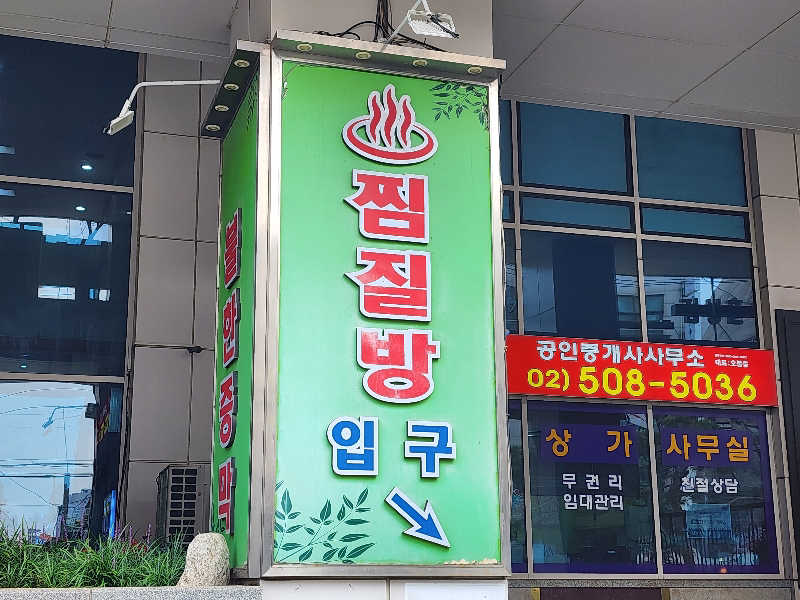 불한증막
찜질방
입구
공인중개사사무소
02) 508-5036
상가 사무실
무권리
임대관리
친절상담